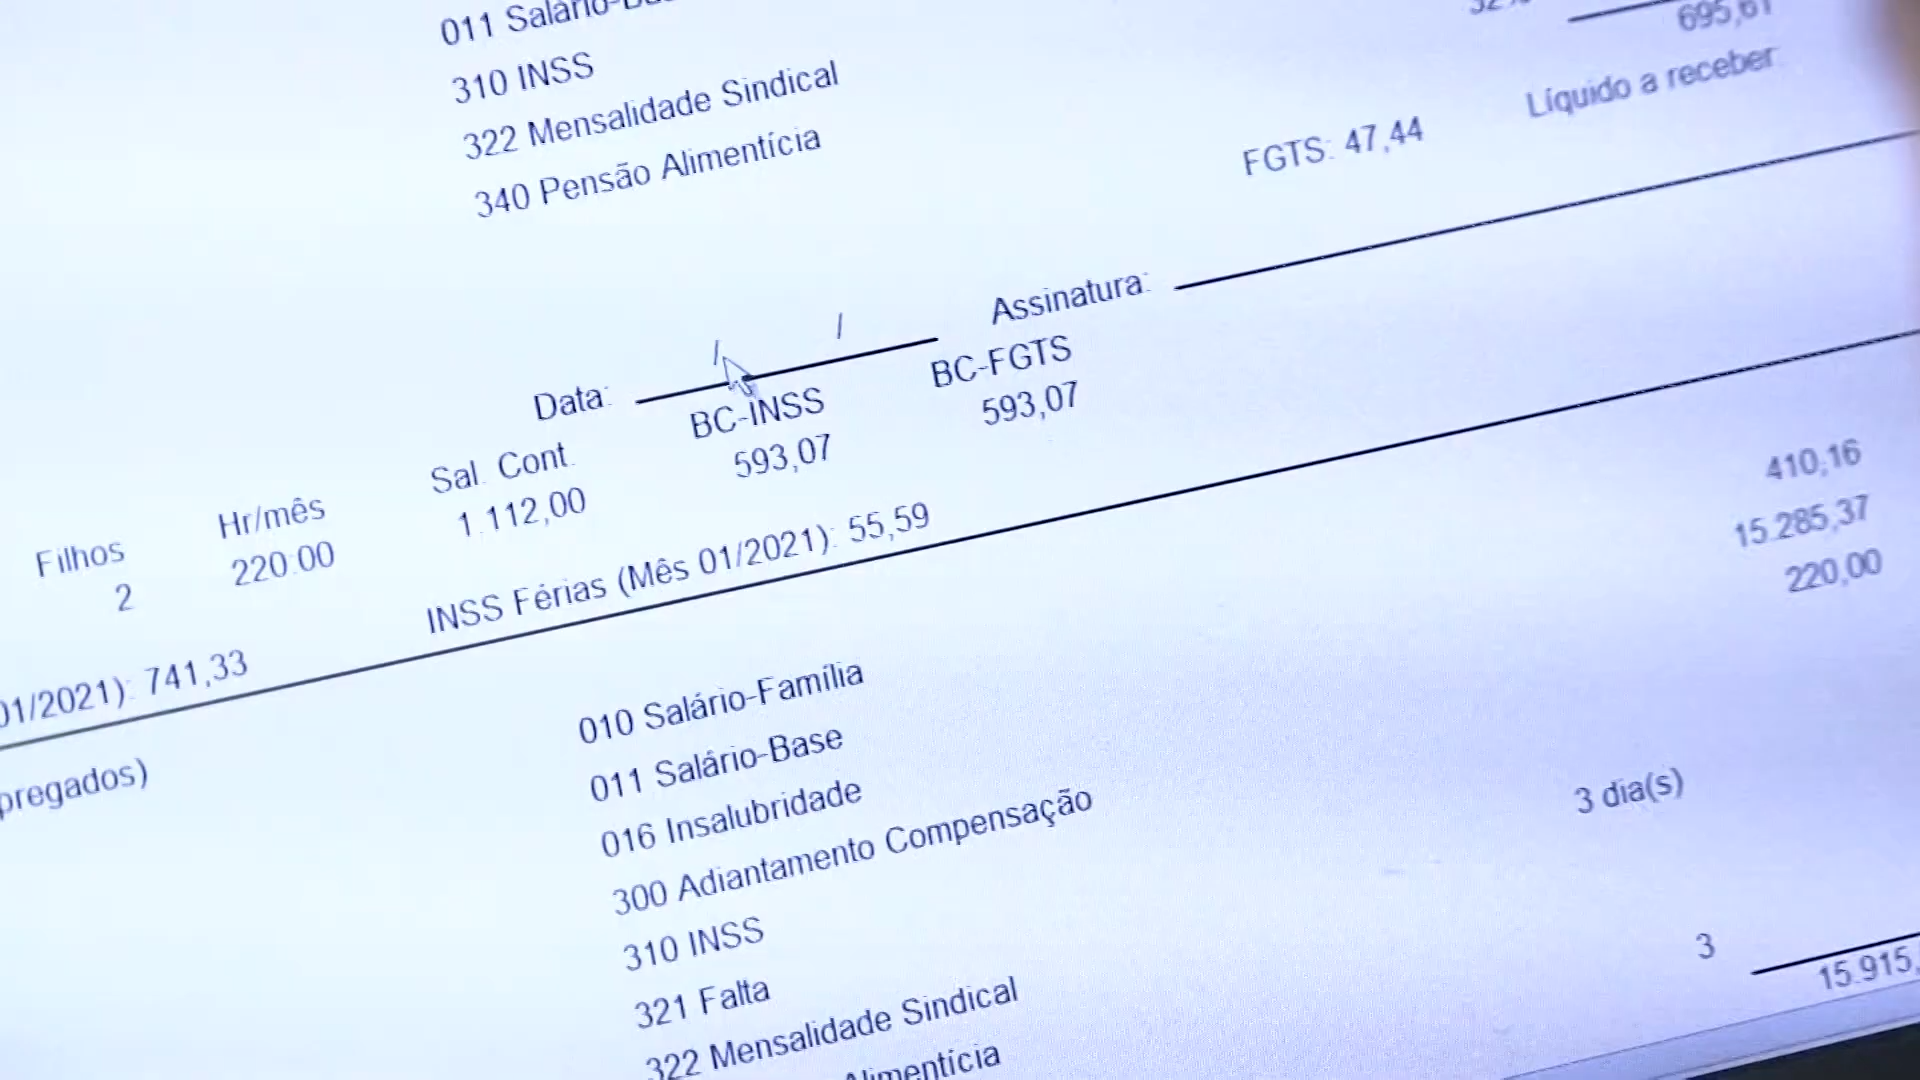 011 Salário-Base
310 INSS
322 Mensalidade Sindical
340 Pensão Alimentícia
32%
695,61
Líquido a receber:
FGTS: 47,44
Data: / /
Assinatura:
Filhos Hr/mês Sal. Cont. BC-INSS BC-FGTS
2 220:00 1.112,00 593,07 593,07
01/2021): 741,33 INSS Férias (Mês 01/2021): 55,59
pregados)
010 Salário-Família 410,16
011 Salário-Base 15.285,37
016 Insalubridade 220,00
300 Adiantamento Compensação
310 INSS
321 Falta 3 dia(s)
322 Mensalidade Sindical
Alimentícia 3
15.915,